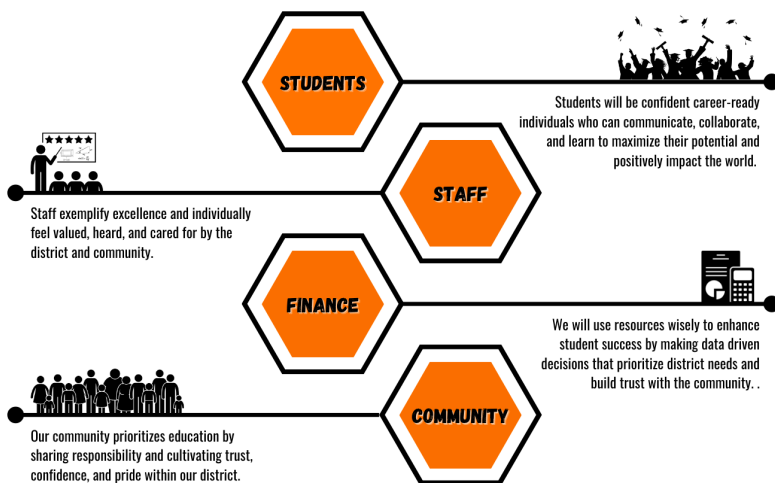 STUDENTS
Students will be confident career-ready
individuals who can communicate, collaborate,
and learn to maximize their potential and
positively impact the world.
STAFF
Staff exemplify excellence and individually
feel valued, heard, and cared for by the
district and community.
FINANCE
We will use resources wisely to enhance
student success by making data driven
decisions that prioritize district needs and
build trust with the community. .
COMMUNITY
Our community prioritizes education by
sharing responsibility and cultivating trust,
confidence, and pride within our district.